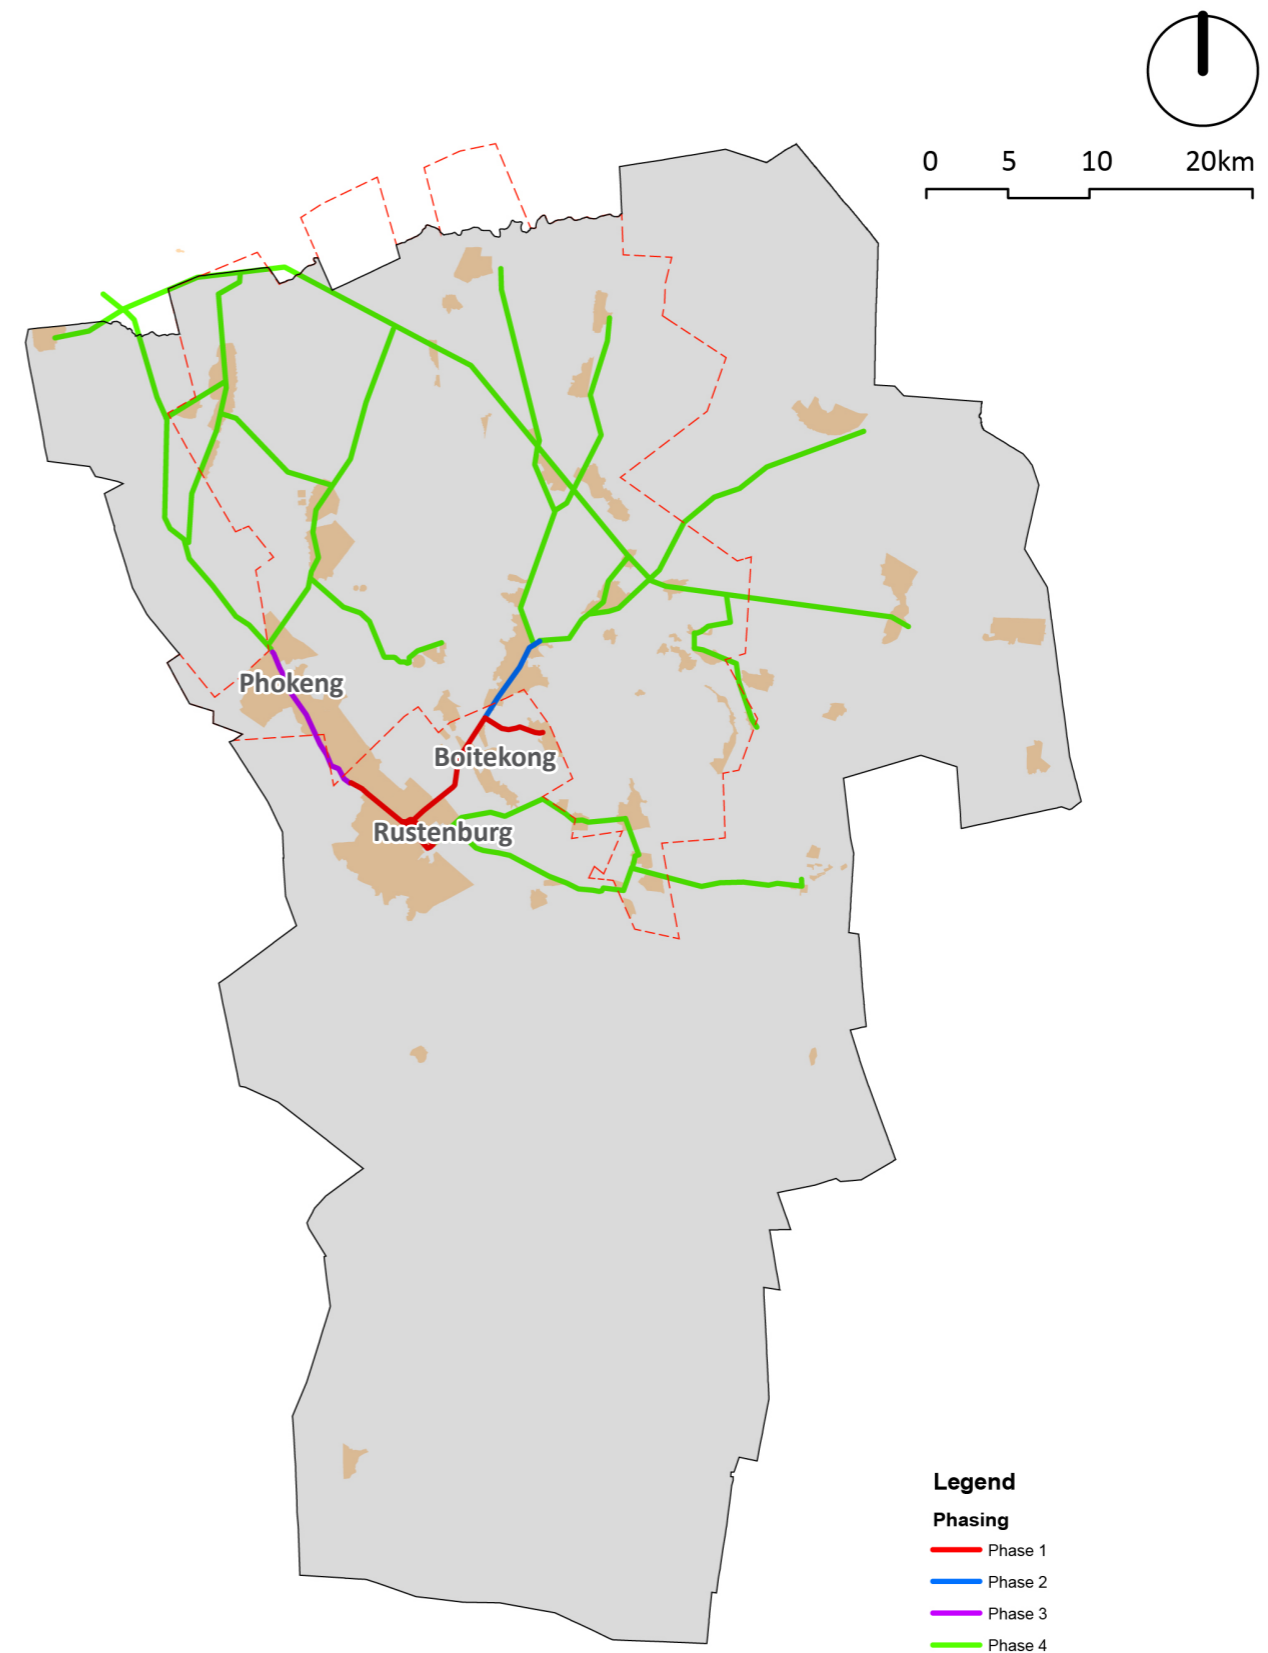 0 5 10 20km
Phokeng
Boitekong
Rustenburg
Legend
Phasing
Phase 1
Phase 2
Phase 3
Phase 4